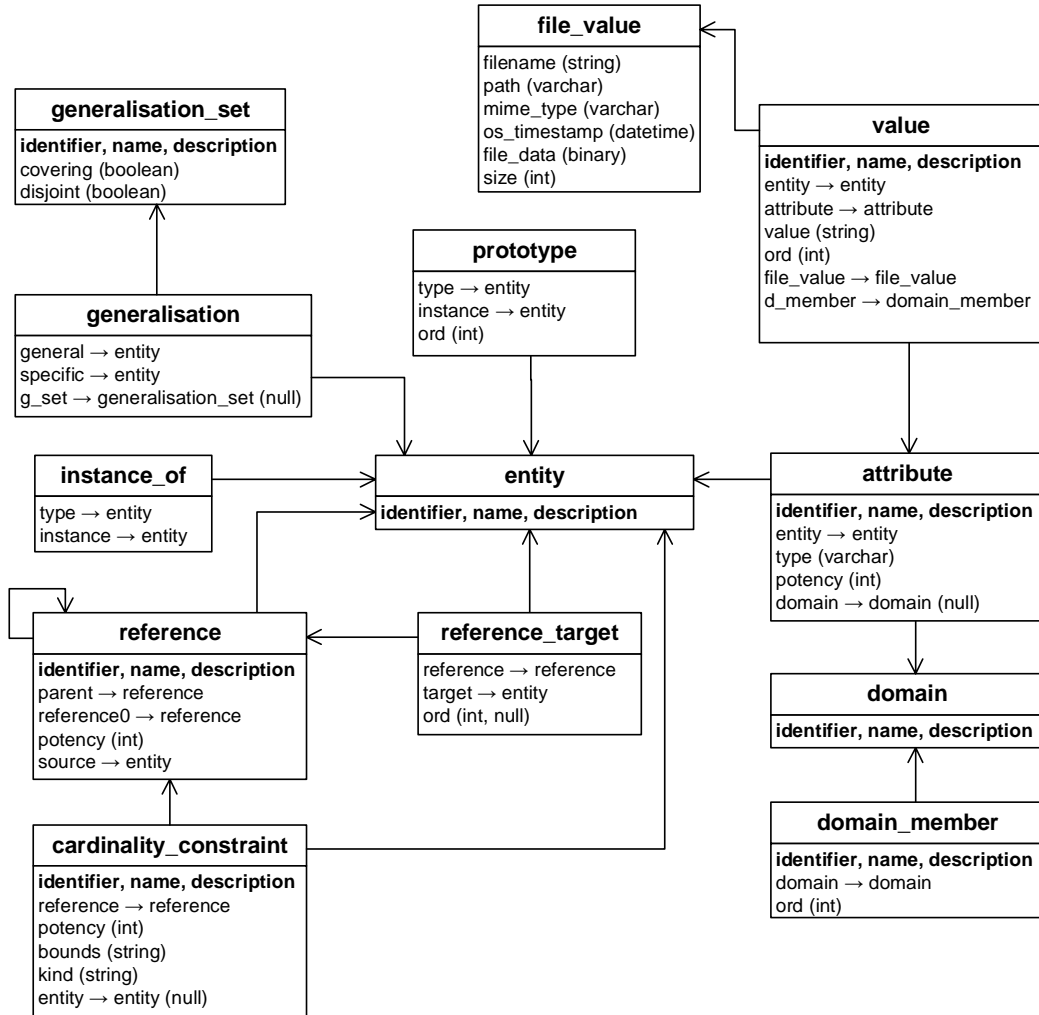 file_value
filename (string)
path (varchar)
mime_type (varchar)
os_timestamp (datetime)
file_data (binary)
size (int)
generalisation_set
identifier, name, description
covering (boolean)
disjoint (boolean)
value
identifier, name, description
entity → entity
attribute → attribute
value (string)
ord (int)
file_value → file_value
d_member → domain_member
prototype
type → entity
instance → entity
ord (int)
generalisation
general → entity
specific → entity
g_set → generalisation_set (null)
instance_of
type → entity
instance → entity
entity
identifier, name, description
attribute
identifier, name, description
entity → entity
type (varchar)
potency (int)
domain → domain (null)
reference
identifier, name, description
parent → reference
reference0 → reference
potency (int)
source → entity
reference_target
reference → reference
target → entity
ord (int, null)
domain
identifier, name, description
domain_member
identifier, name, description
domain → domain
ord (int)
cardinality_constraint
identifier, name, description
reference → reference
potency (int)
bounds (string)
kind (string)
entity → entity (null)